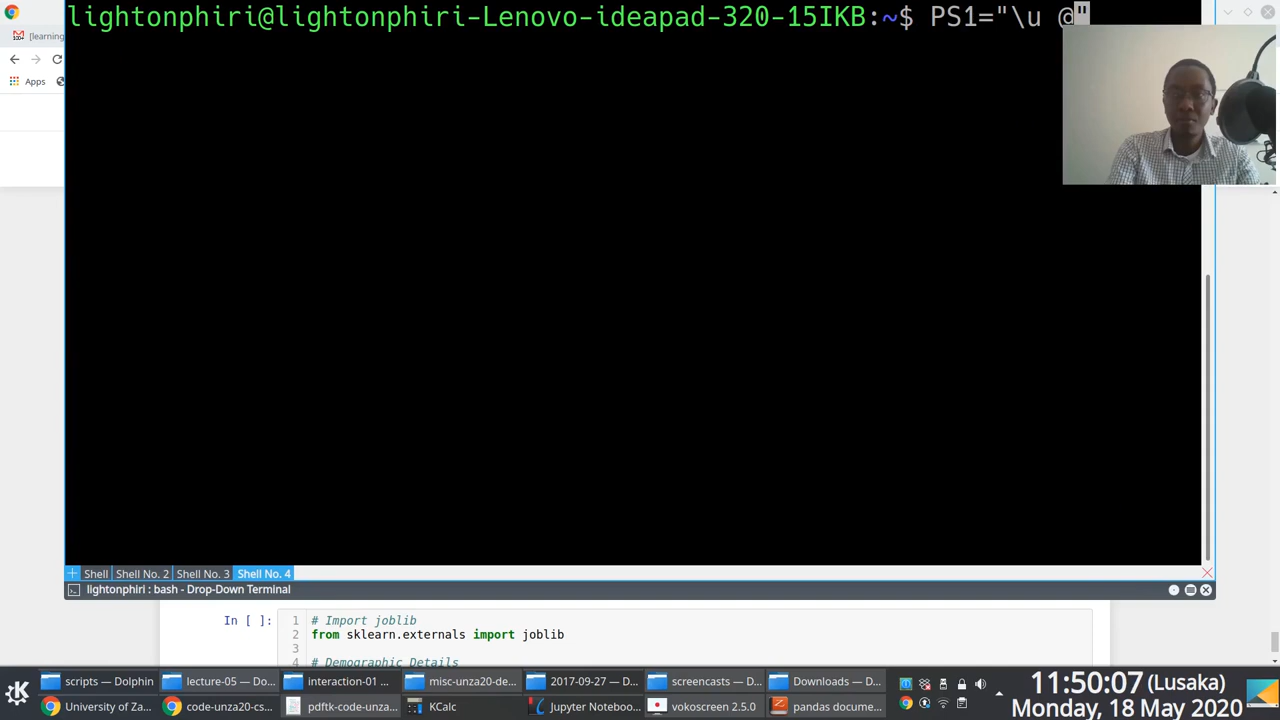 lightonphiri@lightonphiri-Lenovo-ideapad-320-15IKB:~$ PS1="\u @"
[learning
Apps
Shell Shell No. 2 Shell No. 3 Shell No. 4
lightonphiri : bash - Drop-Down Terminal
In [ ]:
1 # Import joblib
2 from sklearn.externals import joblib
3
4 # Demographic Details
scripts — Dolphin
lecture-05 — Do...
interaction-01 ...
misc-unza20-de...
2017-09-27 — D...
screencasts — D...
Downloads — D...
11:50:07 (Lusaka)
University of Za...
code-unza20-cs...
pdftk-code-unza...
KCalc
Jupyter Noteboo...
vokoscreen 2.5.0
pandas docume...
Monday, 18 May 2020